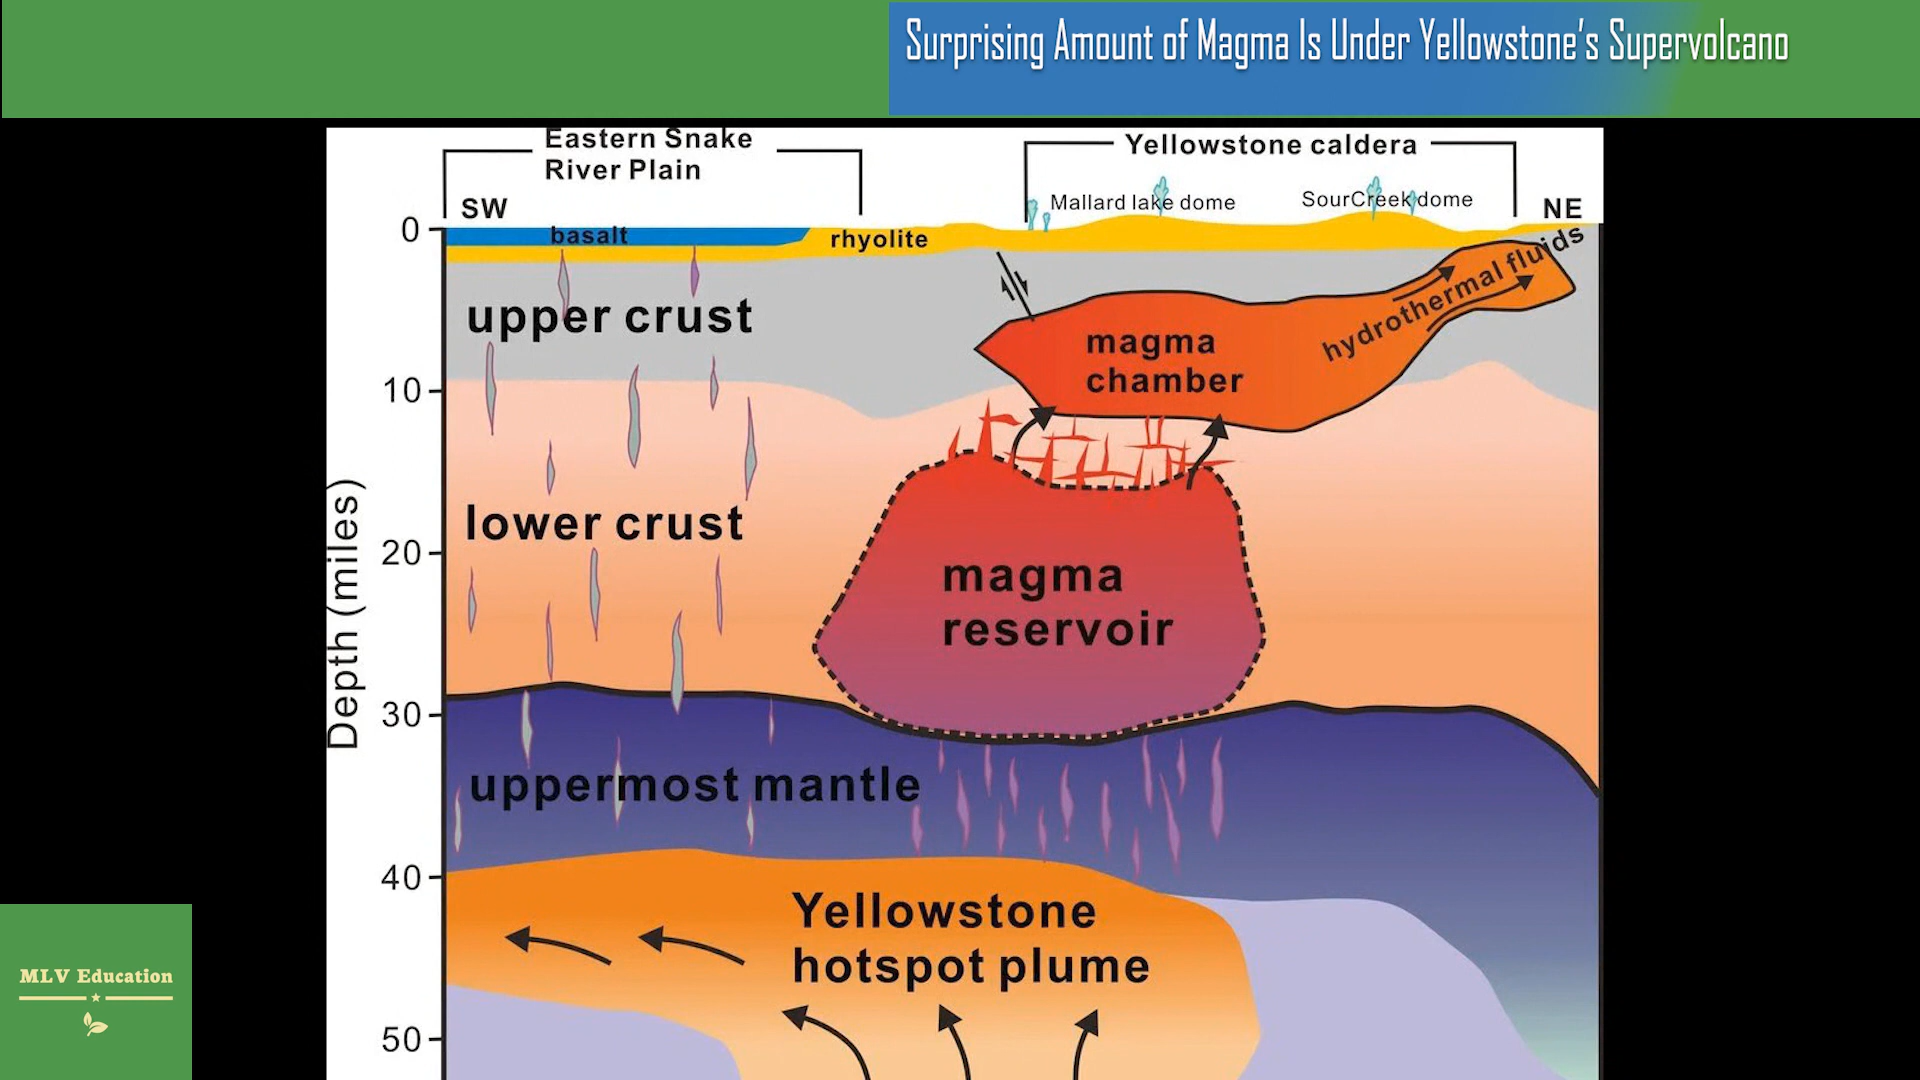 Surprising Amount of Magma Is Under Yellowstone's Supervolcano
Eastern Snake
River Plain
Yellowstone caldera
SW
Mallard lake dome
SourCreek dome
NE
0
basalt
rhyolite
hydrothermal fluids
upper crust
magma
chamber
10
lower crust
20
magma
reservoir
Depth (miles)
30
uppermost mantle
40
Yellowstone
hotspot plume
50
MLV Education